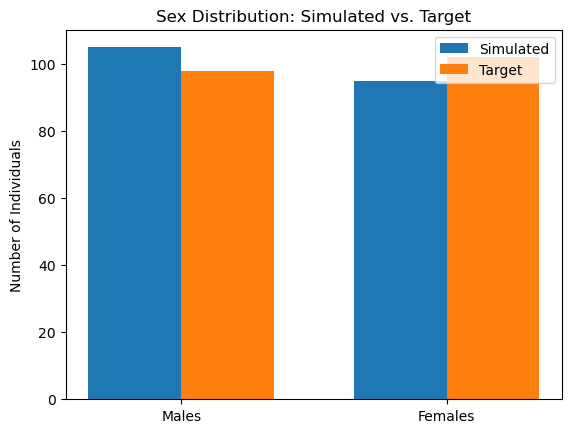 Sex Distribution: Simulated vs. Target
Simulated
Target
Number of Individuals
100
80
60
40
20
0
Males
Females